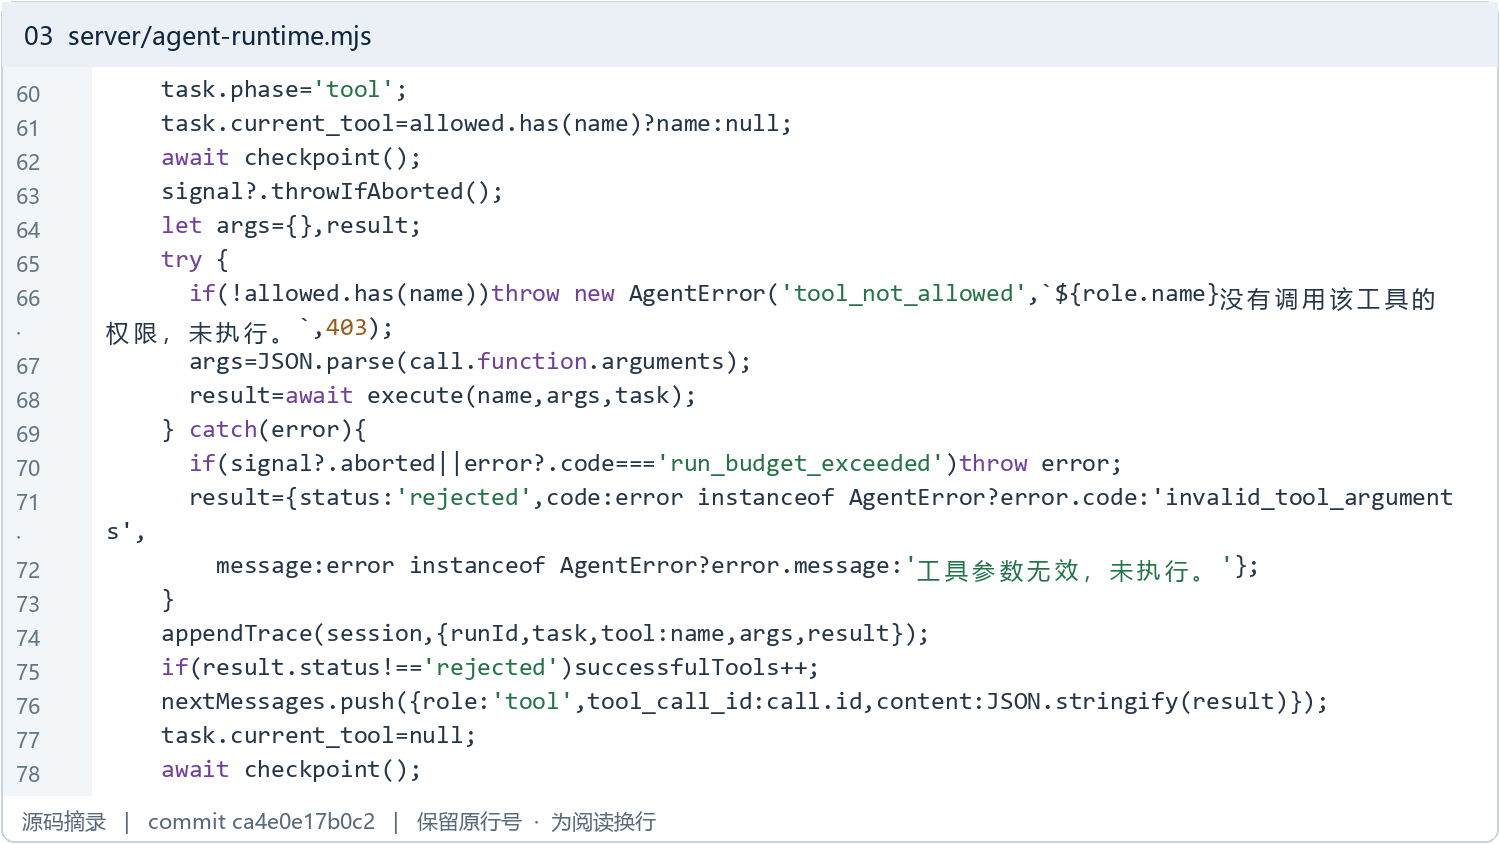 03 server/agent-runtime.mjs
60 task.phase='tool';
61 task.current_tool=allowed.has(name)?name:null;
62 await checkpoint();
63 signal?.throwIfAborted();
64 let args={},result;
65 try {
66 if(!allowed.has(name))throw new AgentError('tool_not_allowed',`${role.name}没有调用该工具的
· 权限，未执行。`,403);
67 args=JSON.parse(call.function.arguments);
68 result=await execute(name,args,task);
69 } catch(error){
70 if(signal?.aborted||error?.code==='run_budget_exceeded')throw error;
71 result={status:'rejected',code:error instanceof AgentError?error.code:'invalid_tool_argument
· s',
72 message:error instanceof AgentError?error.message:'工具参数无效，未执行。'};
73 }
74 appendTrace(session,{runId,task,tool:name,args,result});
75 if(result.status!=='rejected')successfulTools++;
76 nextMessages.push({role:'tool',tool_call_id:call.id,content:JSON.stringify(result)});
77 task.current_tool=null;
78 await checkpoint();
源码摘录 | commit ca4e0e17b0c2 | 保留原行号 · 为阅读换行